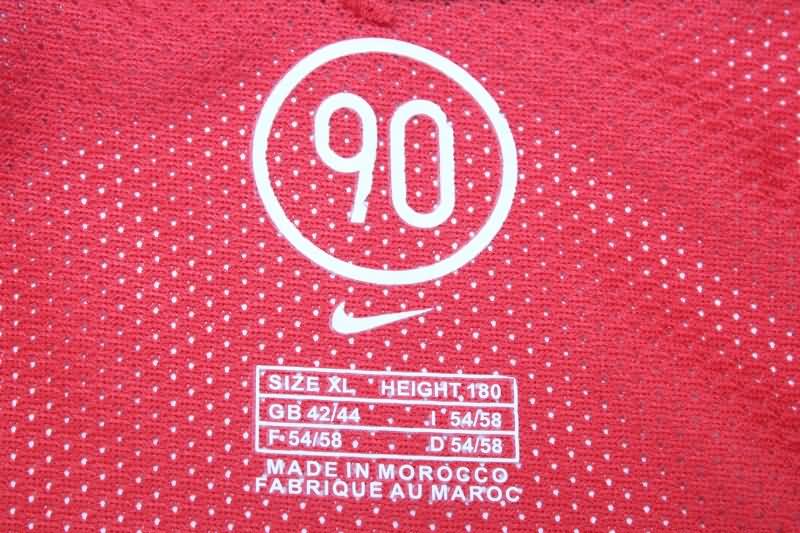 90
SIZE XL HEIGHT 180
GB 42/44 I 54/58
F 54/58 D 54/58
MADE IN MOROCCO
FABRIQUE AU MAROC